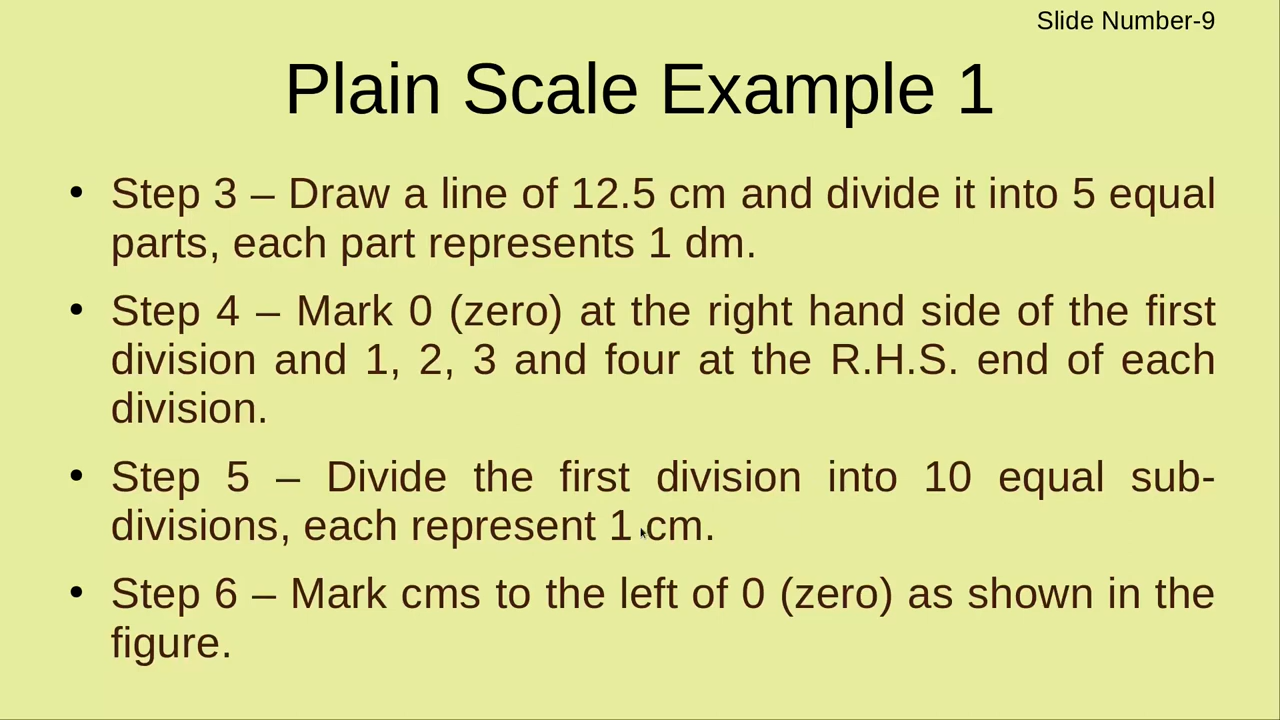 Slide Number-9
Plain Scale Example 1
• Step 3 – Draw a line of 12.5 cm and divide it into 5 equal
parts, each part represents 1 dm.
• Step 4 – Mark 0 (zero) at the right hand side of the first
division and 1, 2, 3 and four at the R.H.S. end of each
division.
• Step 5 – Divide the first division into 10 equal sub-
divisions, each represent 1 cm.
• Step 6 – Mark cms to the left of 0 (zero) as shown in the
figure.